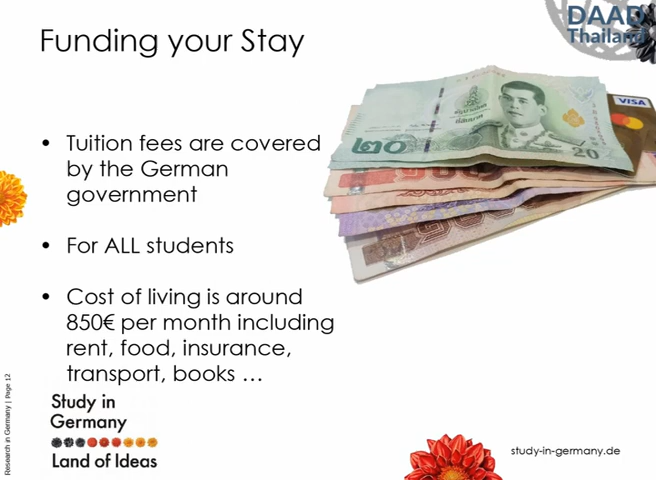 Funding your Stay
DAAD
Thailand
• Tuition fees are covered
by the German
government
• For ALL students
• Cost of living is around
850€ per month including
rent, food, insurance,
transport, books …
VISA
๒๐
20
Study in
Germany
Land of Ideas
study-in-germany.de
Research in Germany | Page 12